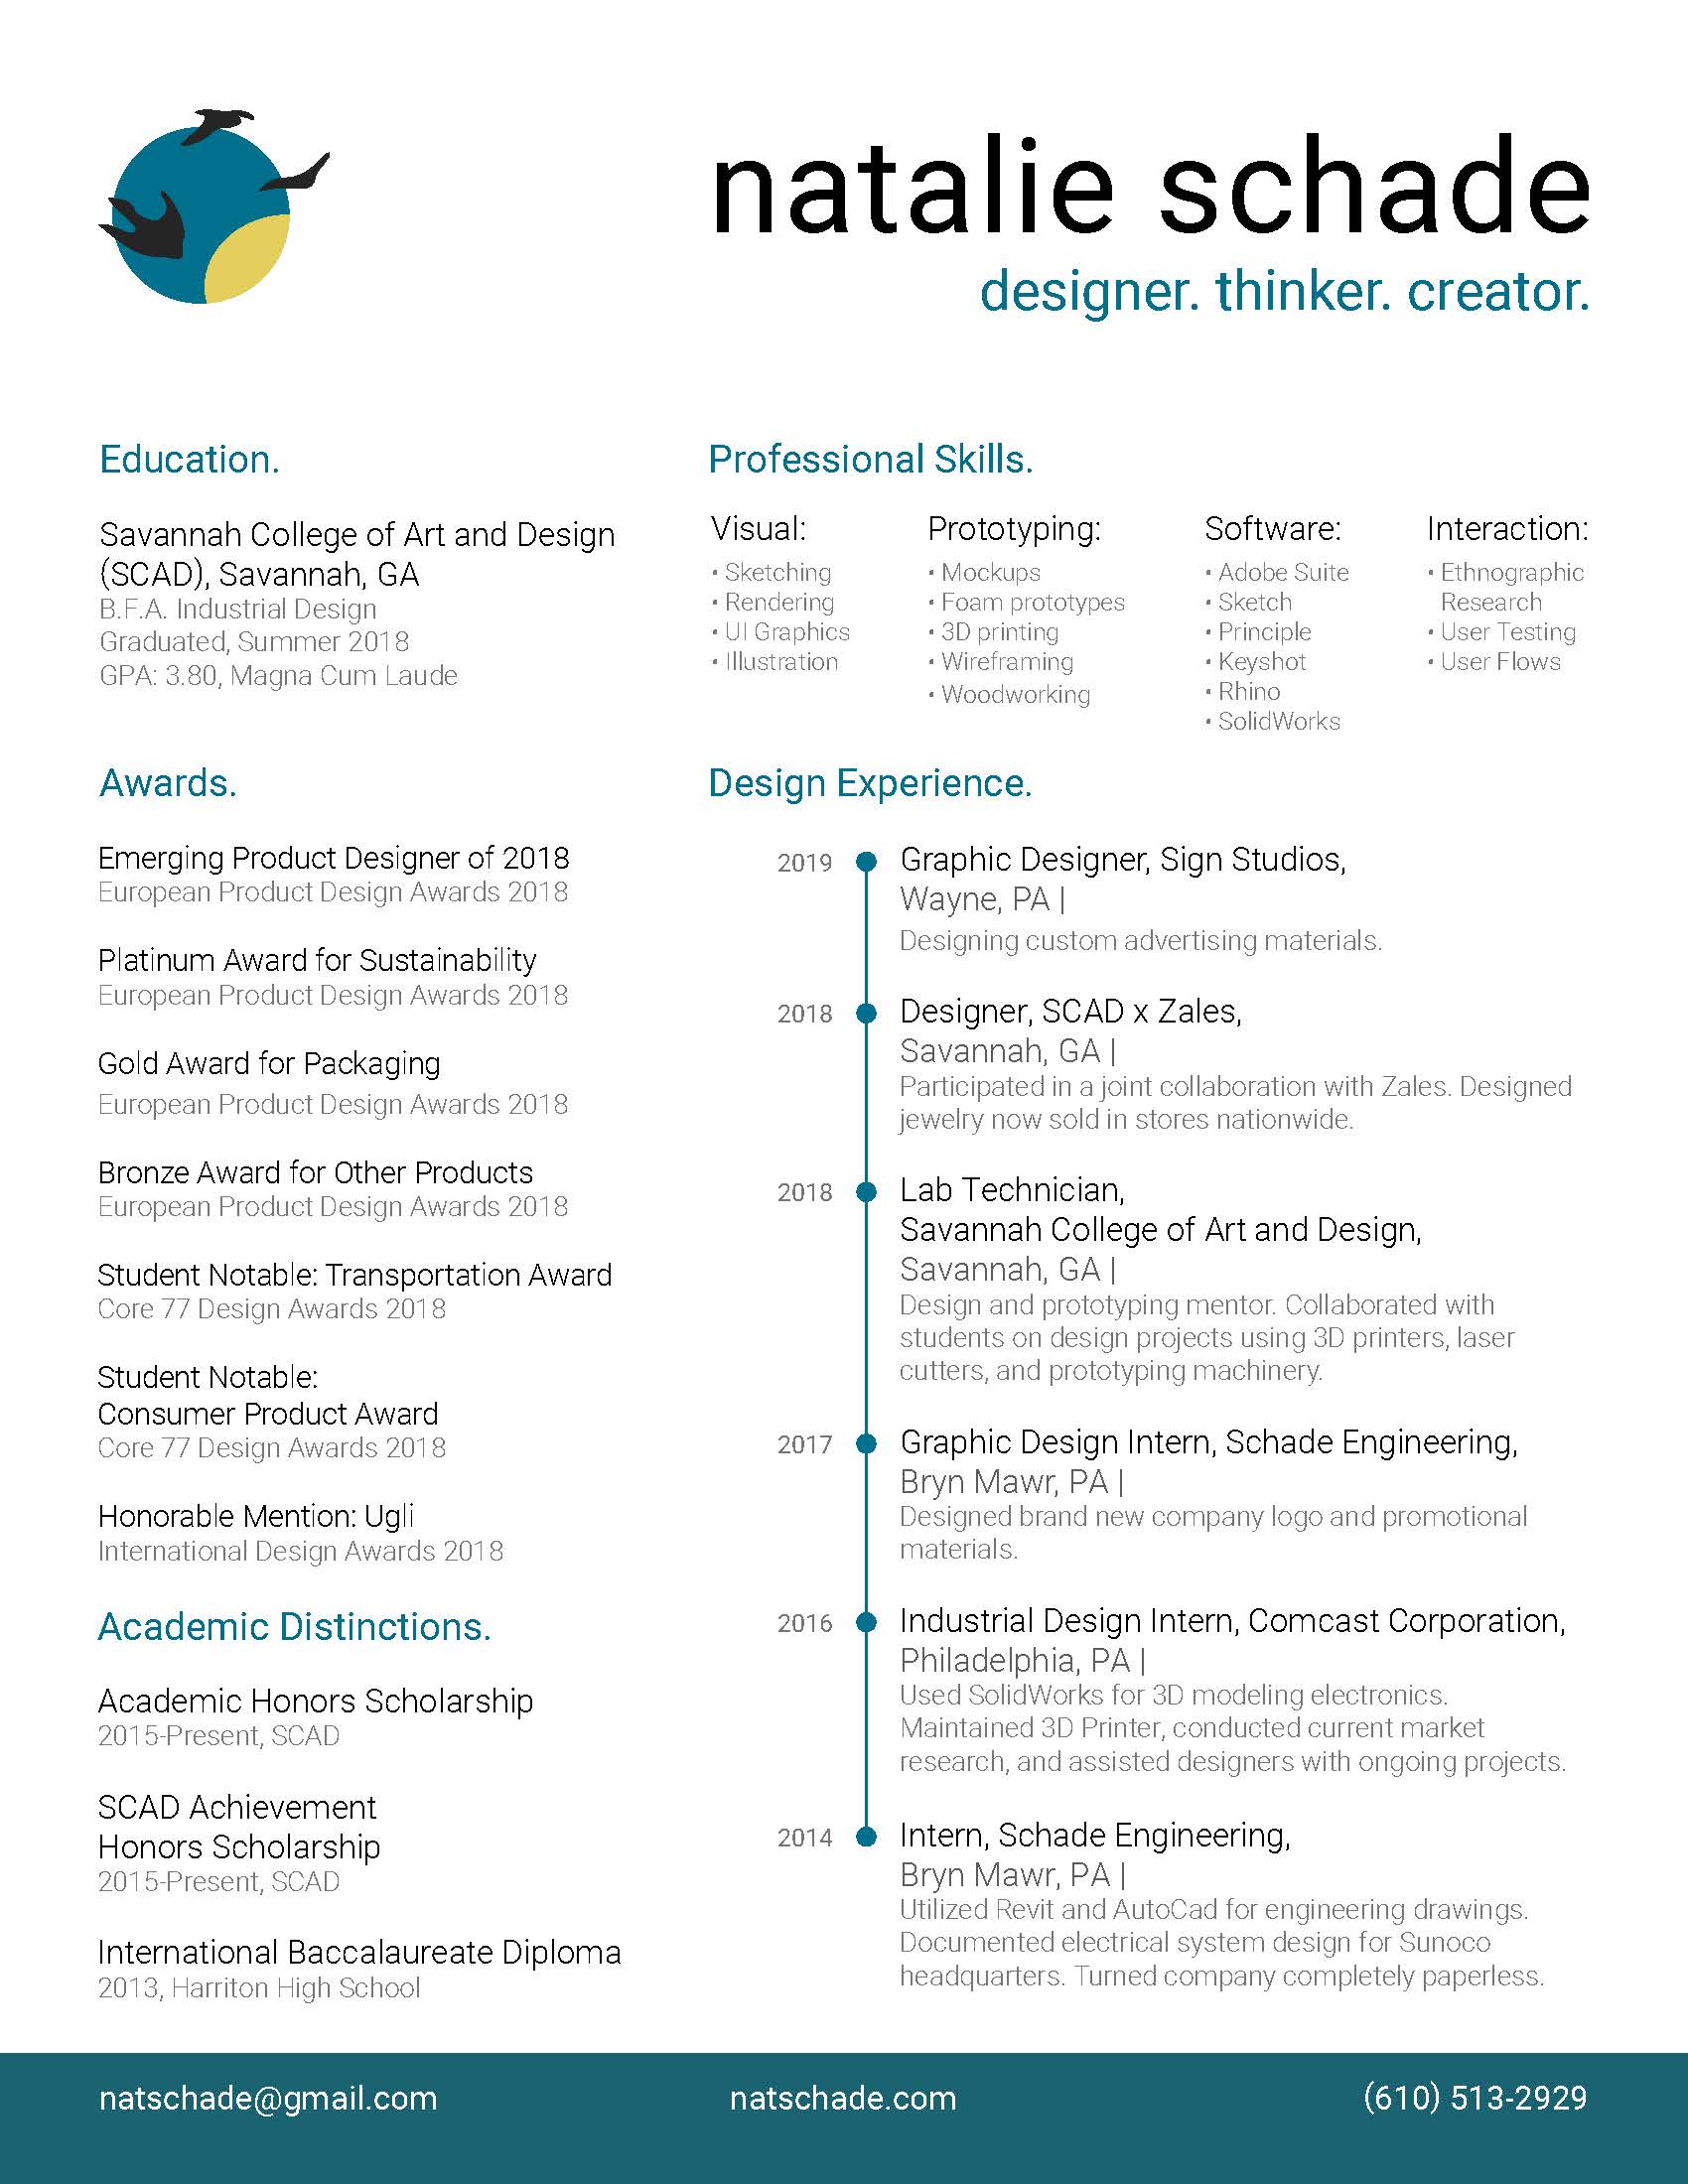 natalie schade
designer. thinker. creator.
Education.
Savannah College of Art and Design
(SCAD), Savannah, GA
B.F.A. Industrial Design
Graduated, Summer 2018
GPA: 3.80, Magna Cum Laude
Professional Skills.
Visual:
• Sketching
• Rendering
• UI Graphics
• Illustration
Prototyping:
• Mockups
• Foam prototypes
• 3D printing
• Wireframing
• Woodworking
Software:
• Adobe Suite
• Sketch
• Principle
• Keyshot
• Rhino
• SolidWorks
Interaction:
• Ethnographic
Research
• User Testing
• User Flows
Awards.
Emerging Product Designer of 2018
European Product Design Awards 2018
Platinum Award for Sustainability
European Product Design Awards 2018
Gold Award for Packaging
European Product Design Awards 2018
Bronze Award for Other Products
European Product Design Awards 2018
Student Notable: Transportation Award
Core 77 Design Awards 2018
Student Notable:
Consumer Product Award
Core 77 Design Awards 2018
Honorable Mention: Ugli
International Design Awards 2018
Academic Distinctions.
Academic Honors Scholarship
2015-Present, SCAD
SCAD Achievement
Honors Scholarship
2015-Present, SCAD
International Baccalaureate Diploma
2013, Harriton High School
Design Experience.
2019 Graphic Designer, Sign Studios,
Wayne, PA |
Designing custom advertising materials.
2018 Designer, SCAD x Zales,
Savannah, GA |
Participated in a joint collaboration with Zales. Designed
jewelry now sold in stores nationwide.
2018 Lab Technician,
Savannah College of Art and Design,
Savannah, GA |
Design and prototyping mentor. Collaborated with
students on design projects using 3D printers, laser
cutters, and prototyping machinery.
2017 Graphic Design Intern, Schade Engineering,
Bryn Mawr, PA |
Designed brand new company logo and promotional
materials.
2016 Industrial Design Intern, Comcast Corporation,
Philadelphia, PA |
Used SolidWorks for 3D modeling electronics.
Maintained 3D Printer, conducted current market
research, and assisted designers with ongoing projects.
2014 Intern, Schade Engineering,
Bryn Mawr, PA |
Utilized Revit and AutoCad for engineering drawings.
Documented electrical system design for Sunoco
headquarters. Turned company completely paperless.
natschade@gmail.com
natschade.com
(610) 513-2929